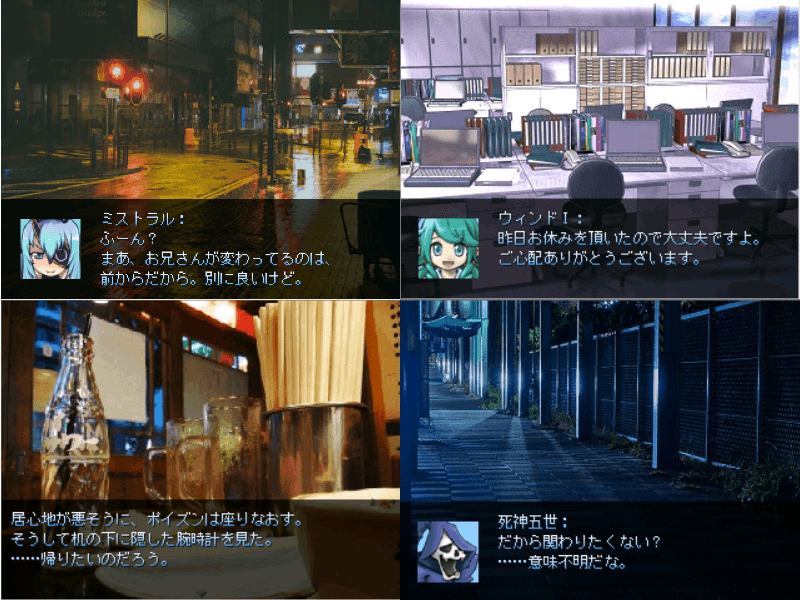 ミストラル：
ふーん？
まあ、お兄さんが変わってるのは、
前からだから。別に良いけど。
ウィンドⅠ：
昨日お休みを頂いたので大丈夫ですよ。
ご心配ありがとうございます。
居心地が悪そうに、ポイズンは座りなおす。
そうして机の下に隠した腕時計を見た。
……帰りたいのだろう。
死神五世：
だから関わりたくない？
……意味不明だな。